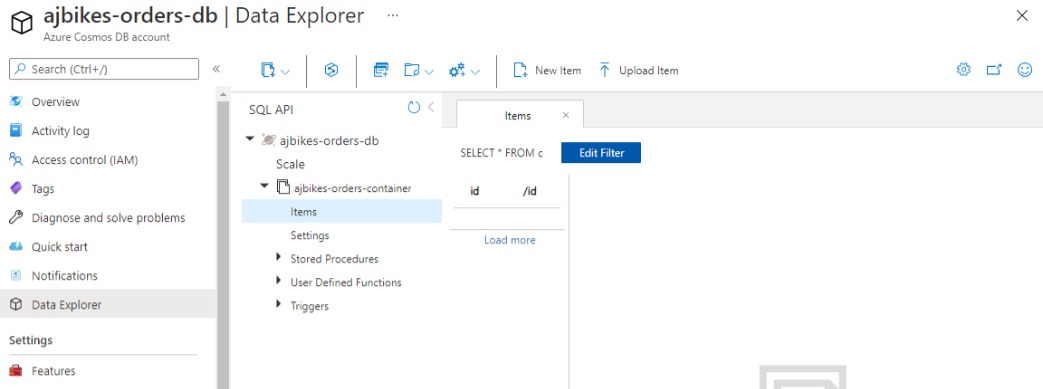 ajbikes-orders-db | Data Explorer ...
Azure Cosmos DB account
Search (Ctrl+/)
«
Overview
Activity log
Access control (IAM)
Tags
Diagnose and solve problems
Quick start
Notifications
Data Explorer
Settings
Features
New Item
Upload Item
SQL API
ajbikes-orders-db
Scale
ajbikes-orders-container
Items
Settings
Stored Procedures
User Defined Functions
Triggers
Items
SELECT * FROM c
Edit Filter
id /id
Load more